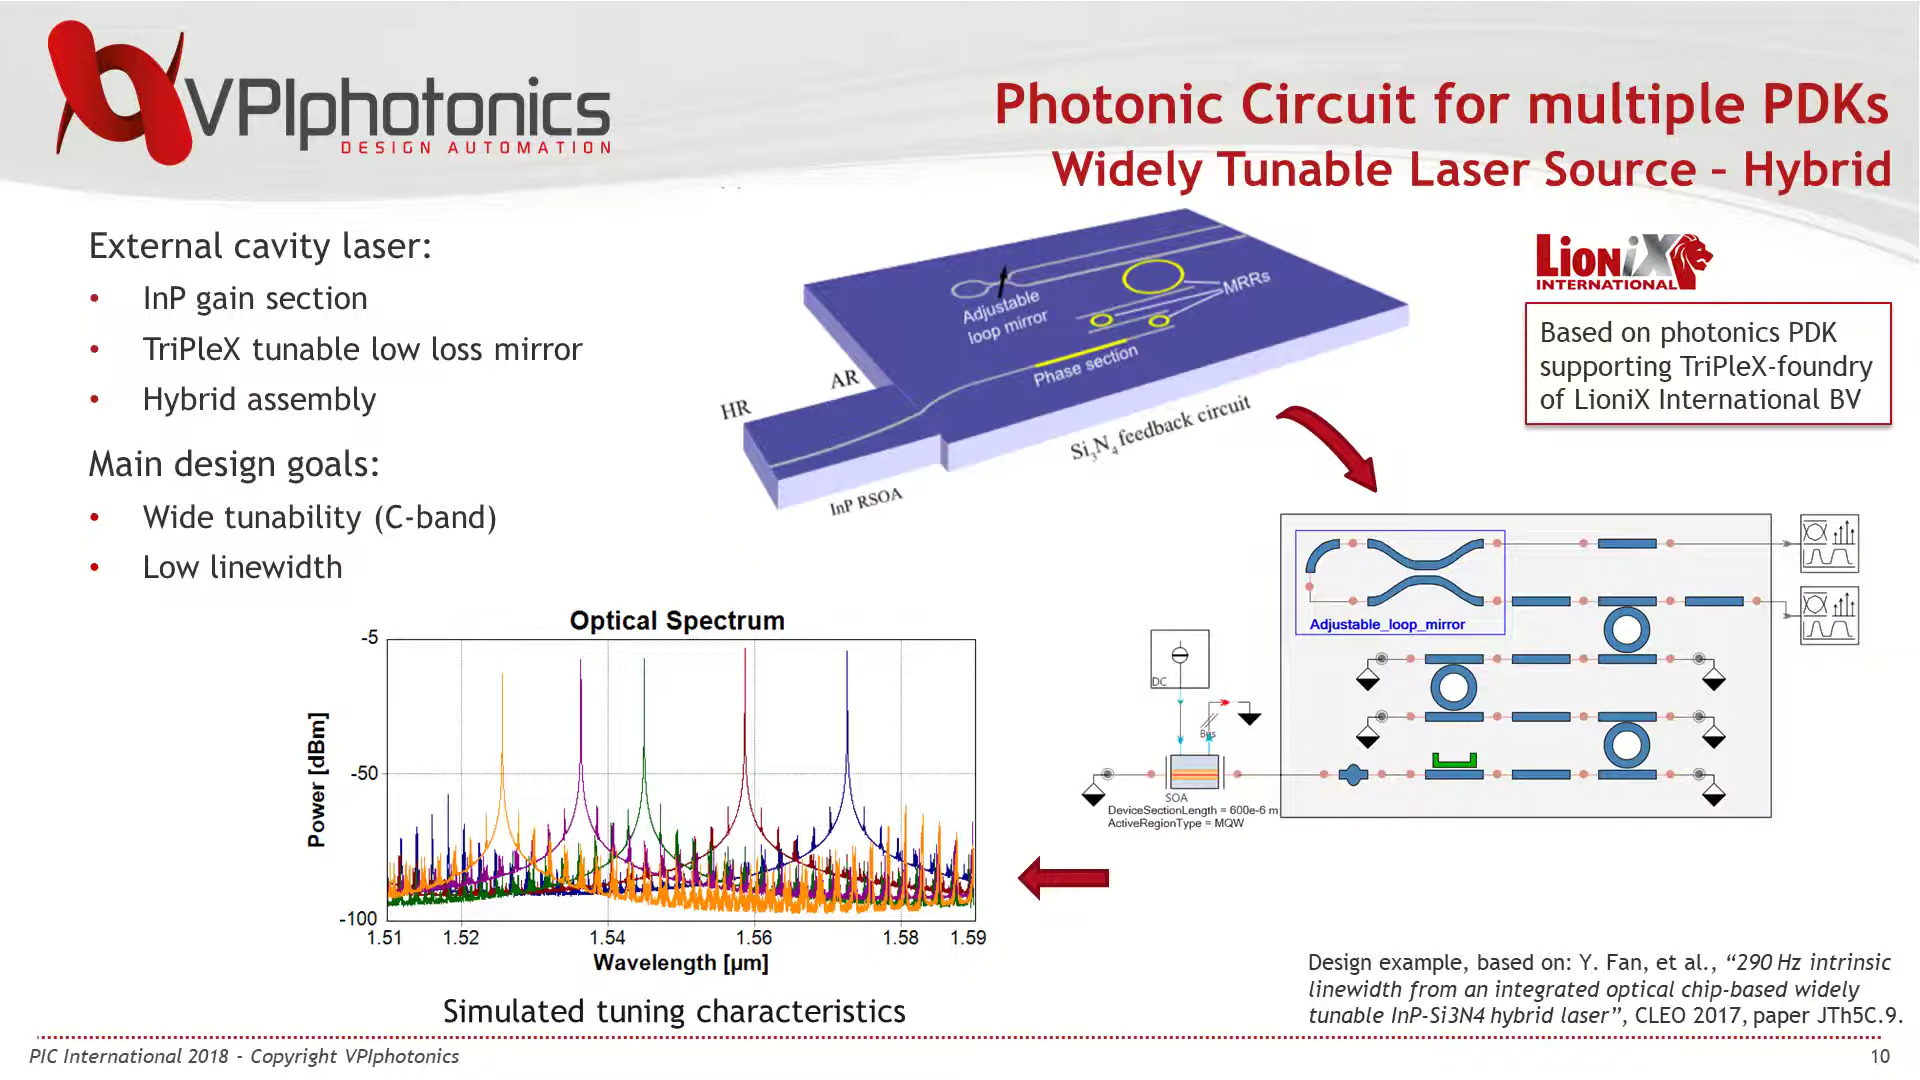 VPIphotonics
DESIGN AUTOMATION
Photonic Circuit for multiple PDKs
Widely Tunable Laser Source – Hybrid
External cavity laser:
• InP gain section
• TriPleX tunable low loss mirror
• Hybrid assembly
Main design goals:
• Wide tunability (C-band)
• Low linewidth
Adjustable
loop mirror
MRRs
Phase section
AR
HR
Si3N4 feedback circuit
InP RSOA
LioniX
INTERNATIONAL
Based on photonics PDK
supporting TriPleX-foundry
of LioniX International BV
Adjustable_loop_mirror
DC
Bus
SOA
DeviceSectionLength = 600e-6 m
ActiveRegionType = MQW
Optical Spectrum
Power [dBm]
-5
-50
-100
1.51 1.52 1.54 1.56 1.58 1.59
Wavelength [µm]
Simulated tuning characteristics
Design example, based on: Y. Fan, et al., “290 Hz intrinsic
linewidth from an integrated optical chip-based widely
tunable InP-Si3N4 hybrid laser”, CLEO 2017, paper JTh5C.9.
PIC International 2018 - Copyright VPIphotonics
10